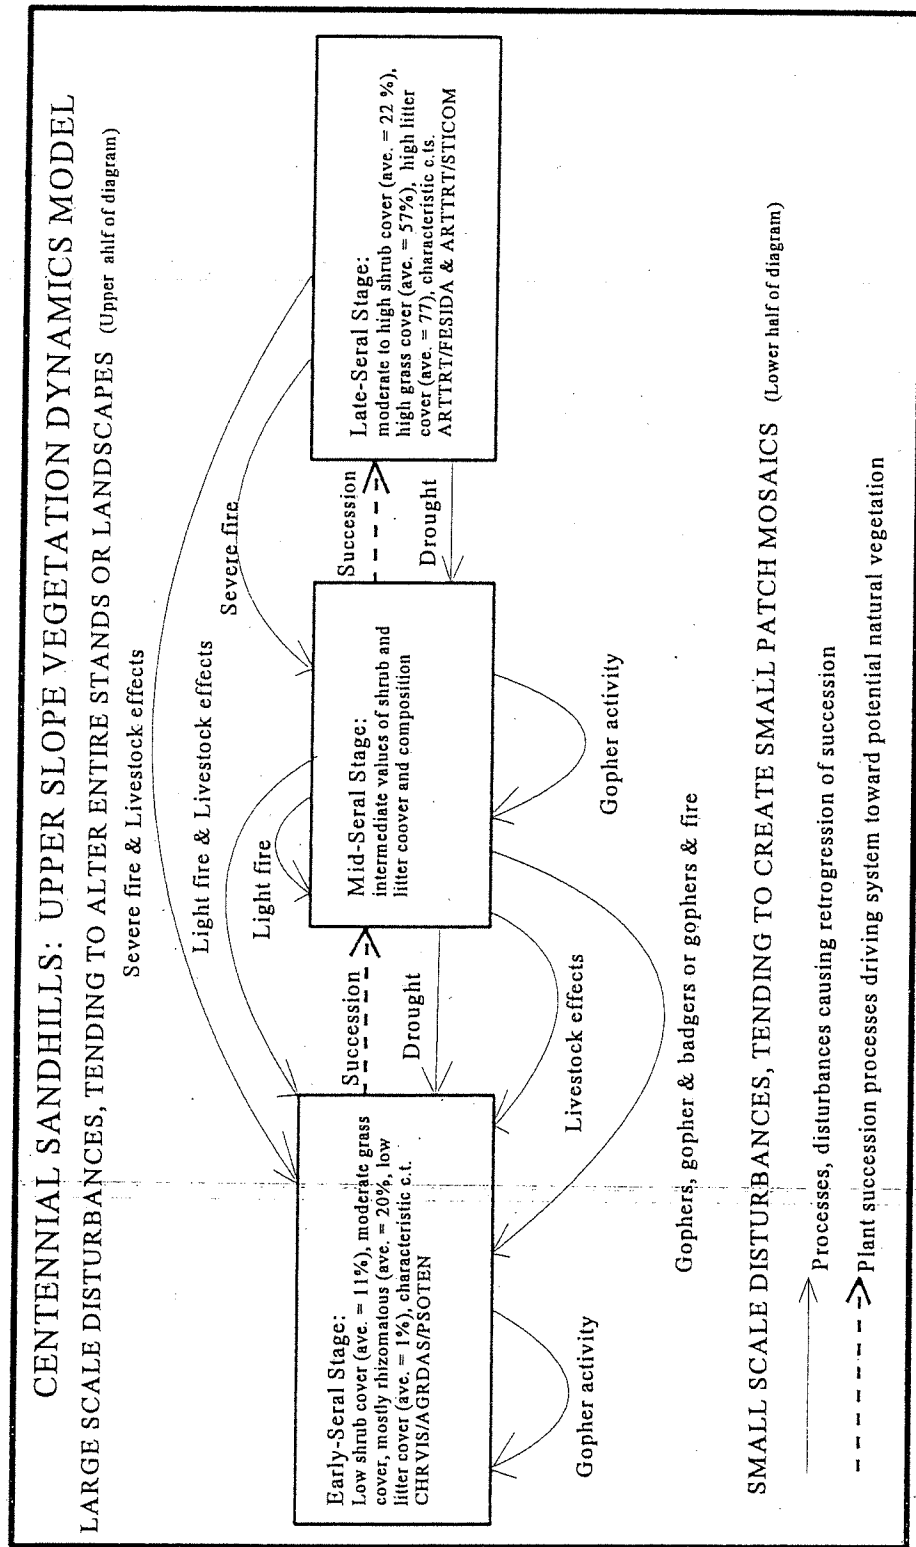 CENTENNIAL SANDHILLS: UPPER SLOPE VEGETATION DYNAMICS MODEL
LARGE SCALE DISTURBANCES, TENDING TO ALTER ENTIRE STANDS OR LANDSCAPES (Upper ahlf of diagram)
Severe fire & Livestock effects
Light fire & Livestock effects
Severe fire
Light fire
Early-Seral Stage:
Low shrub cover (ave. = 11%), moderate grass
cover, mostly rhizomatous (ave. = 20%, low
litter cover (ave. = 1%), characteristic c.t.
CHRVIS/AGRDAS/PSOTEN
Succession
Drought
Mid-Seral Stage:
intermediate values of shrub and
litter coover and composition
Succession
Drought
Late-Seral Stage:
moderate to high shrub cover (ave. = 22 %),
high grass cover (ave. = 57%), high litter
cover (ave. = 77), characteristic c.ts.
ARTTRT/FESIDA & ARTTRT/STICOM
Gopher activity
Livestock effects
Gopher activity
Gophers, gopher & badgers or gophers & fire
SMALL SCALE DISTURBANCES, TENDING TO CREATE SMALL PATCH MOSAICS (Lower half of diagram)
Processes, disturbances causing retrogression of succession
Plant succession processes driving system toward potential natural vegetation